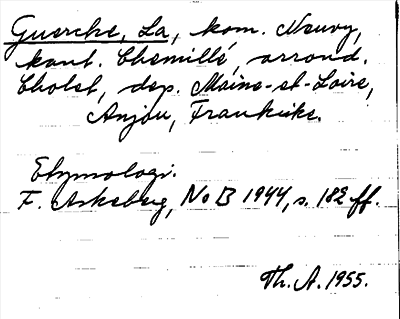 Guerche, La, kom. Neuvy,
kant. Chemillé, arrond.
Cholet, dep. Maine-et-Loire,
Anjou, Frankrike.
Etymologi.
F. Askeberg, NoB 1944, s. 182 ff.
Th. A. 1955.